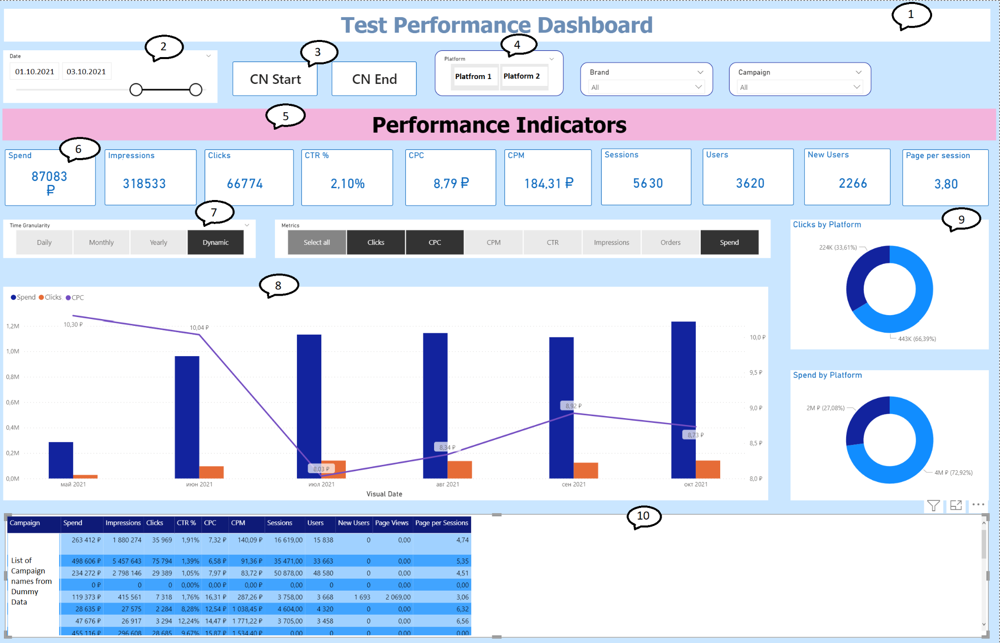 Test Performance Dashboard
1
2
3
4
Date
01.10.2021 03.10.2021
CN Start
CN End
Platform
Platfrom 1 Platform 2
Brand
All
Campaign
All
5
Performance Indicators
6
Spend
87083
₽
Impressions
318533
Clicks
66774
CTR %
2,10%
CPC
8,79 ₽
CPM
184,31 ₽
Sessions
5630
Users
3620
New Users
2266
Page per session
3,80
7
Time Granularity
Daily Monthly Yearly Dynamic
Metrics
Select all Clicks CPC CPM CTR Impressions Orders Spend
9
Clicks by Platform
224K (33,61%)
443K (66,39%)
8
Spend Clicks CPC
1,2M
1,0M
0,8M
0,6M
0,4M
0,2M
0,0M
10,30 ₽
10,04 ₽
8,03 ₽
8,34 ₽
8,92 ₽
8,73 ₽
10,0 ₽
9,5 ₽
9,0 ₽
8,5 ₽
8,0 ₽
май 2021 июн 2021 июл 2021 авг 2021 сен 2021 окт 2021
Visual Date
Spend by Platform
2M ₽ (27,08%)
4M ₽ (72,92%)
10
Campaign Spend Impressions Clicks CTR % CPC CPM Sessions Users New Users Page Views Page per Sessions
263 412 ₽ 1 880 274 35 969 1,91% 7,32 ₽ 140,09 ₽ 16 619,00 15 838 0 0,00 4,74
498 606 ₽ 5 457 643 75 794 1,39% 6,58 ₽ 91,36 ₽ 35 471,00 33 663 0 0,00 5,35
234 272 ₽ 2 798 146 29 389 1,05% 7,97 ₽ 83,72 ₽ 50 878,00 48 580 0 0,00 4,51
0 ₽ 0 0 0,00% 0,00 ₽ 0,00 ₽ 0,00 0 0 0,00 0,00
119 373 ₽ 415 561 7 318 1,76% 16,31 ₽ 287,26 ₽ 3 758,00 3 668 1 693 2 069,00 3,06
28 635 ₽ 27 575 2 284 8,28% 12,54 ₽ 1 038,45 ₽ 4 604,00 4 320 0 0,00 6,32
47 676 ₽ 26 917 3 294 12,24% 14,47 ₽ 1 771,22 ₽ 3 705,00 3 458 0 0,00 6,56
455 116 ₽ 296 608 28 685 9,67% 15,87 ₽ 1 534,40 ₽ 0,00 0 0 0,00 0,00
List of
Campaign
names from
Dummy
Data